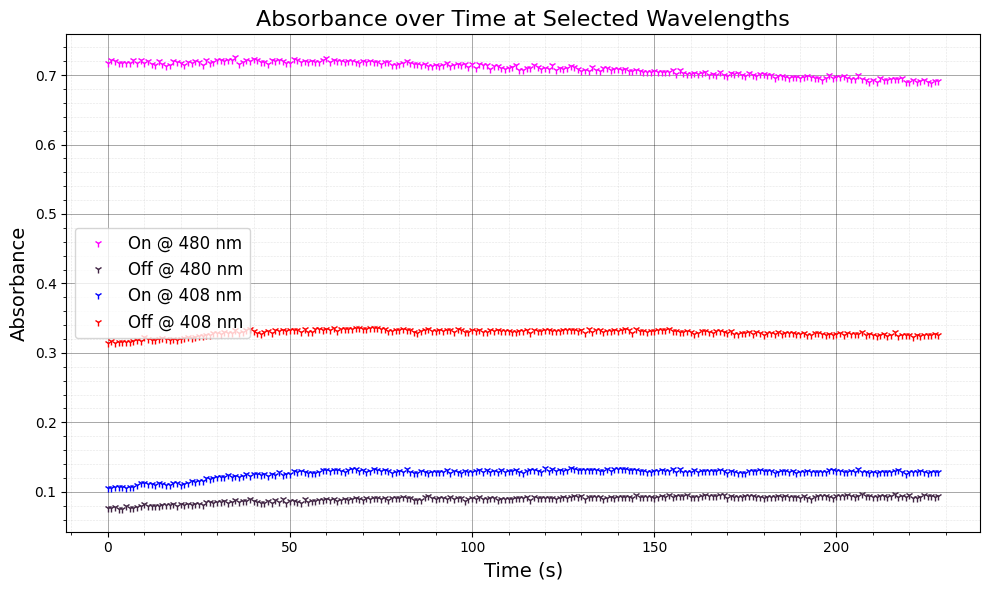 Absorbance over Time at Selected Wavelengths
Absorbance
0.7
0.6
0.5
0.4
0.3
0.2
0.1
On @ 480 nm
Off @ 480 nm
On @ 408 nm
Off @ 408 nm
0 50 100 150 200
Time (s)